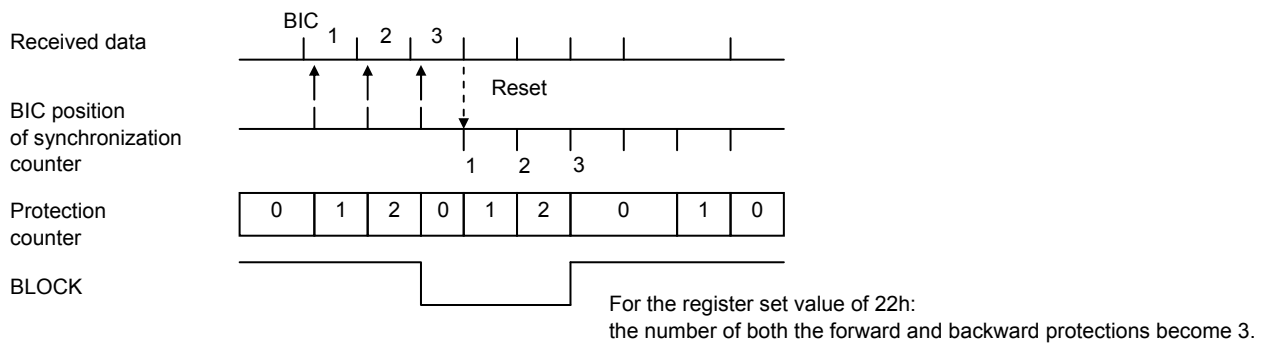 BIC
Received data
1 2 3
Reset
BIC position
of synchronization
counter
1 2 3
Protection
counter
0 1 2 0 1 2 0 1 0
BLOCK
For the register set value of 22h:
the number of both the forward and backward protections become 3.